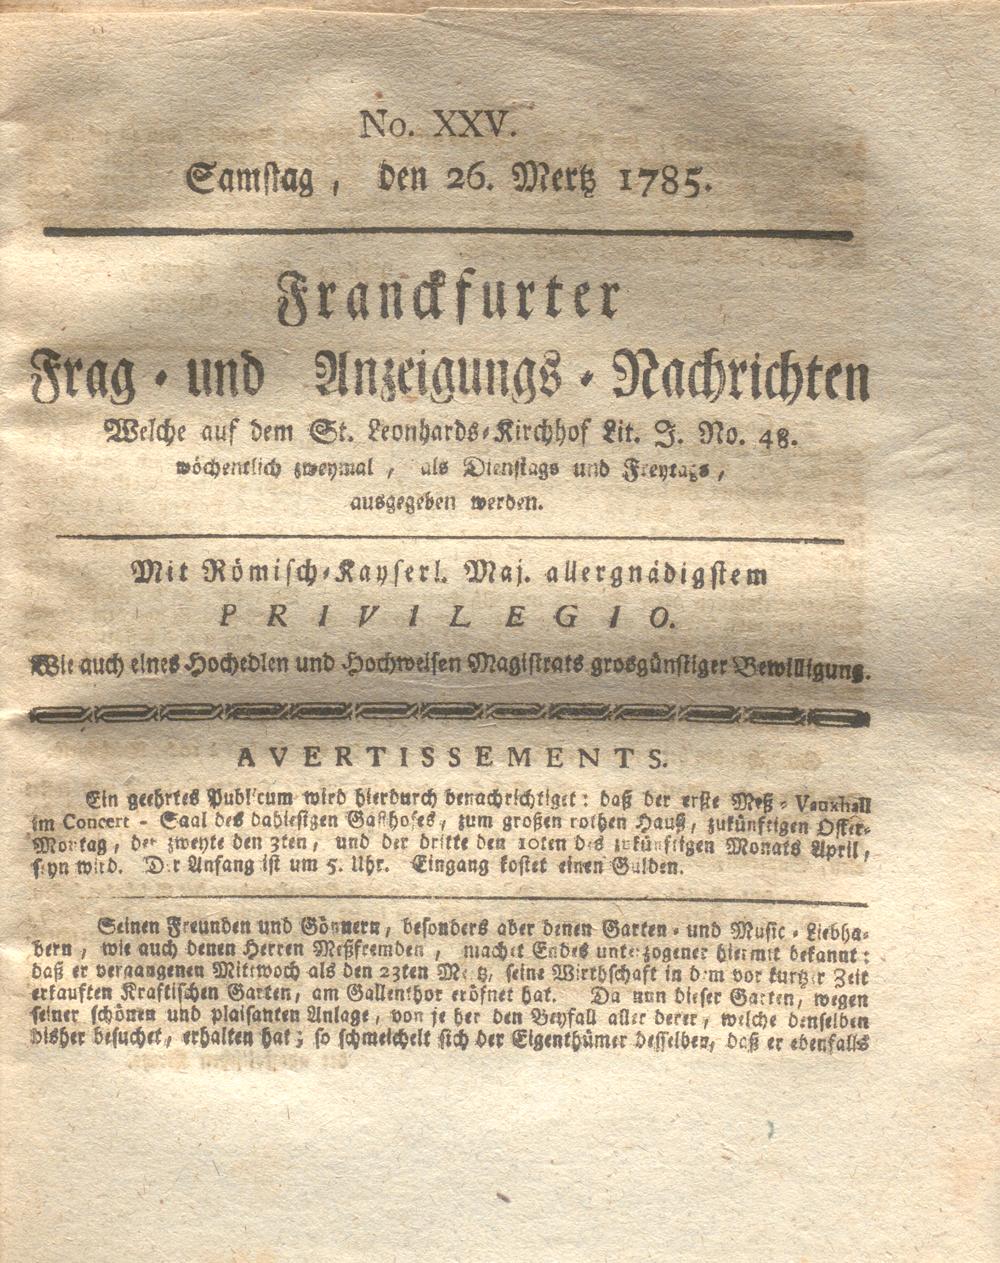 No. XXV.
Samstag, den 26. Mertz 1785.
Franckfurter
Frag- und Anzeigungs-Nachrichten
Welche auf dem St. Leonhards-Kirchhof Lit. J. No. 48.
wöchentlich zweymal, als Dienstags und Freytags,
ausgegeben werden.
Mit Römisch-Kayserl. Maj. allergnädigstem
PRIVILEGIO.
Wie auch eines Hochedlen und Hochweisen Magistrats grosgünstiger Bewilligung.
AVERTISSEMENTS.
Ein geehrtes Publicum wird hierdurch benachrichtiget: daß der erste Meß-Vauxhall
im Concert-Saal des dahiesigen Gasthofes, zum großen rothen Hauß, zukünftigen Oster-
Montag, der zweyte den 3ten, und der dritte den 10ten des zukünftigen Monats April,
seyn wird. Der Anfang ist um 5. Uhr. Eingang kostet einen Gulden.
Seinen Freunden und Gönnern, besonders aber denen Garten- und Music-Liebha-
bern, wie auch denen Herren Meßfremden, machet Endes unterzogener hiermit bekannt:
daß er vergangenen Mittwoch als den 23ten Mertz, seine Wirthschaft in dem vor kurtzer Zeit
erkauften Kraftischen Garten, am Gallenthor eröfnet hat. Da nun dieser Garten, wegen
seiner schönen und plaisanten Anlage, von je her den Beyfall aller derer, welche denselben
bisher besuchet, erhalten hat; so schmeichelt sich der Eigenthümer desselben, daß er ebenfalls